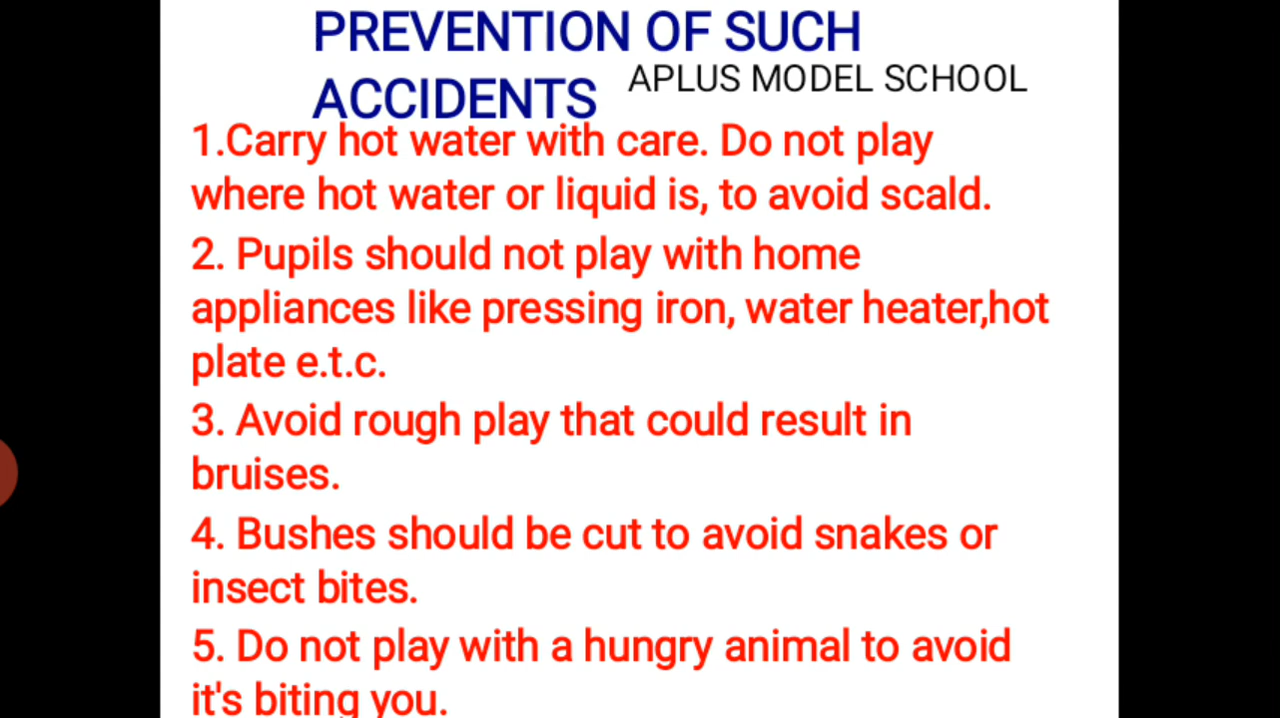 PREVENTION OF SUCH
ACCIDENTS
APLUS MODEL SCHOOL
1.Carry hot water with care. Do not play
where hot water or liquid is, to avoid scald.
2. Pupils should not play with home
appliances like pressing iron, water heater,hot
plate e.t.c.
3. Avoid rough play that could result in
bruises.
4. Bushes should be cut to avoid snakes or
insect bites.
5. Do not play with a hungry animal to avoid
it's biting you.